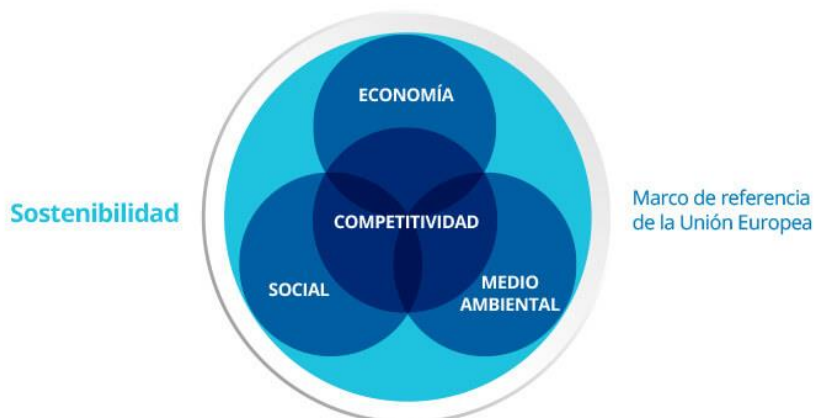 ECONOMÍA
Sostenibilidad
COMPETITIVIDAD
Marco de referencia
de la Unión Europea
SOCIAL
MEDIO
AMBIENTAL